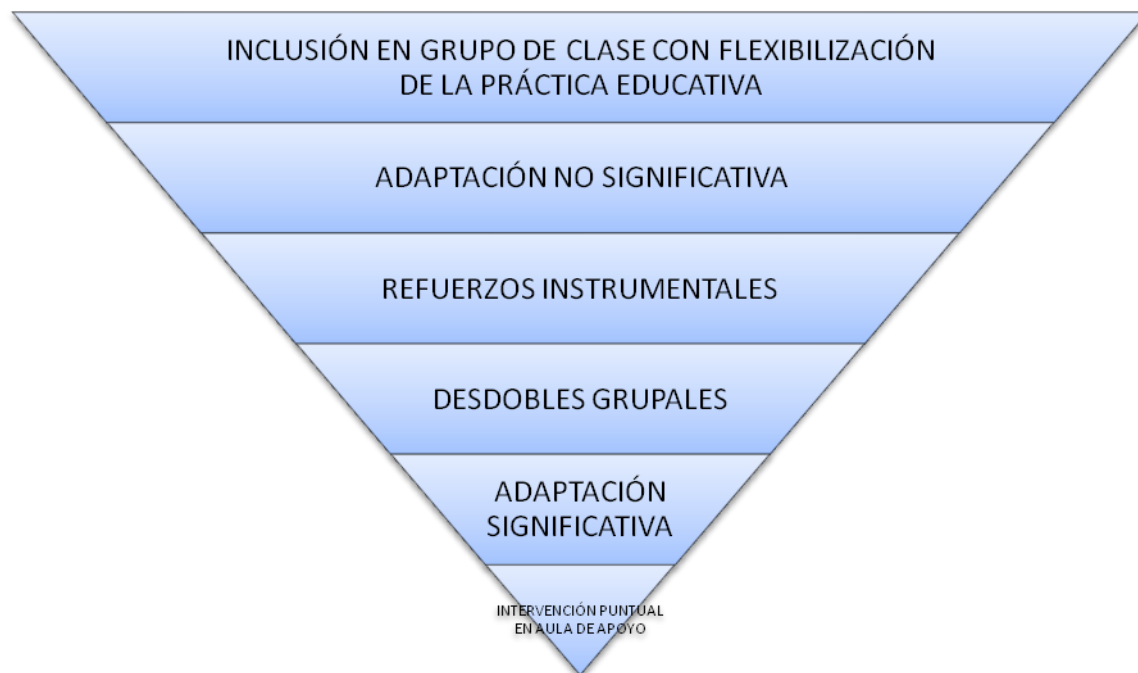 INCLUSIÓN EN GRUPO DE CLASE CON FLEXIBILIZACIÓN
DE LA PRÁCTICA EDUCATIVA
ADAPTACIÓN NO SIGNIFICATIVA
REFUERZOS INSTRUMENTALES
DESDOBLES GRUPALES
ADAPTACIÓN
SIGNIFICATIVA
INTERVENCIÓN PUNTUAL
EN AULA DE APOYO